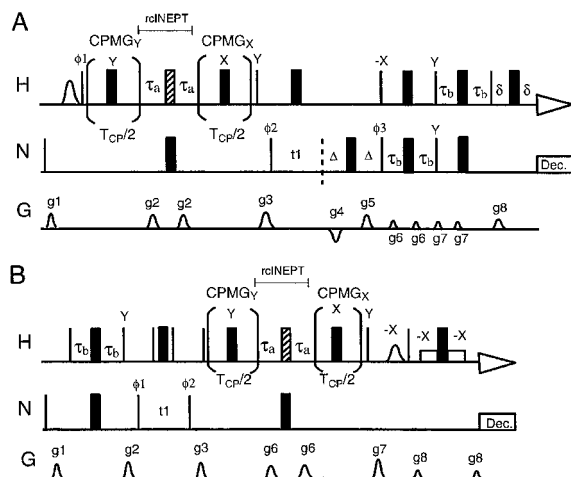 A
rcINEPT
CPMGY CPMGX
H ϕ1 Y τa τa X Y -X Y τb τb δ δ
TCP/2 TCP/2
N ϕ2 t1 Δ Δ ϕ3 τb τb Y Dec.
G g1 g2 g2 g3 g4 g5 g6 g6 g7 g7 g8
B
rcINEPT
CPMGY CPMGX
H τb τb Y Y τa τa X Y -X -X -X
TCP/2 TCP/2
N ϕ1 t1 ϕ2 Dec.
G g1 g2 g3 g6 g6 g7 g8 g8